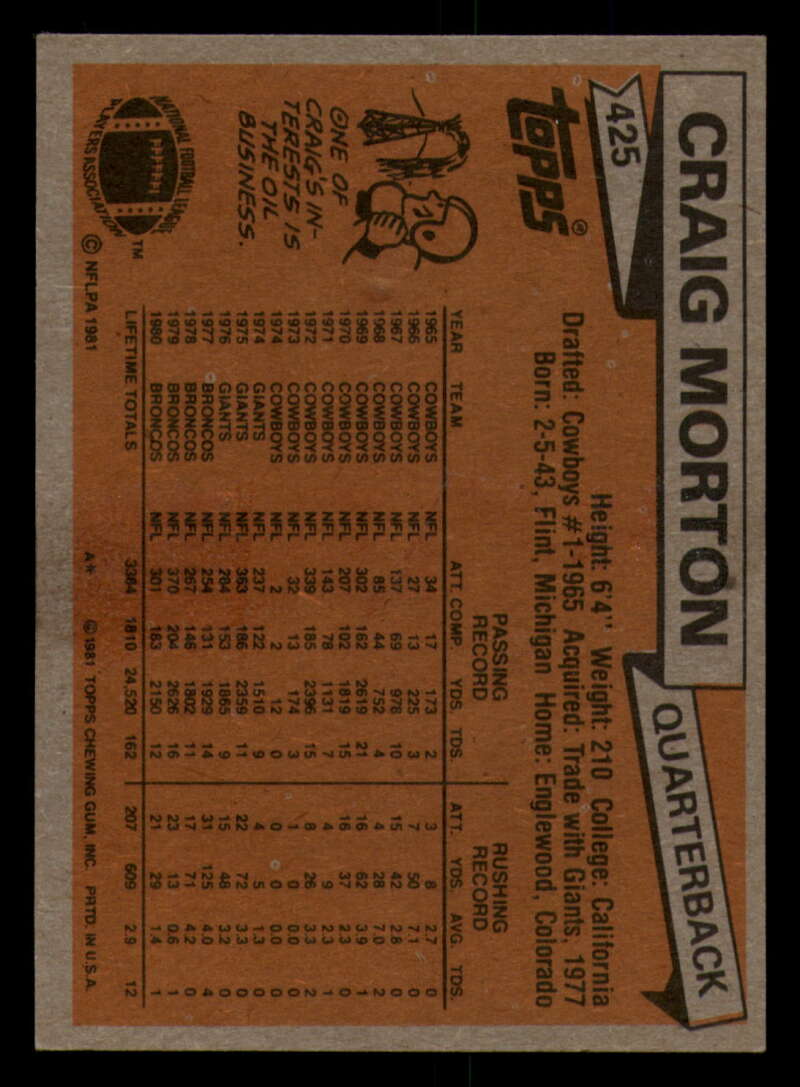 425
CRAIG MORTON
QUARTERBACK
TOPPS®
Height: 6'4" Weight: 210 College: California
Drafted: Cowboys #1-1965 Acquired: Trade with Giants, 1977
Born: 2-5-43, Flint, Michigan Home: Englewood, Colorado
ONE OF
CRAIG'S IN-
TERESTS IS
THE OIL
BUSINESS.
NATIONAL FOOTBALL LEAGUE
PLAYERS ASSOCIATION
TM
© NFLPA 1981
PASSING RECORD RUSHING RECORD
YEAR TEAM ATT. COMP. YDS. TDS. ATT. YDS. AVG. TDS.
1965 COWBOYS NFL 34 17 173 2 3 8 2.7 0
1966 COWBOYS NFL 27 13 225 3 7 50 7.1 0
1967 COWBOYS NFL 137 69 978 10 15 42 2.8 0
1968 COWBOYS NFL 85 44 752 4 4 28 7.0 2
1969 COWBOYS NFL 302 162 2619 21 16 62 3.9 1
1970 COWBOYS NFL 207 102 1819 15 16 37 2.3 0
1971 COWBOYS NFL 143 78 1131 7 4 9 2.3 1
1972 COWBOYS NFL 339 185 2396 15 8 26 3.3 2
1973 COWBOYS NFL 32 13 174 3 1 0 0.0 0
1974 COWBOYS NFL 2 2 12 0 0 0 0.0 0
1974 GIANTS NFL 237 122 1510 9 4 5 1.3 0
1975 GIANTS NFL 363 186 2359 11 22 72 3.3 0
1976 GIANTS NFL 284 153 1865 9 15 48 3.2 0
1977 BRONCOS NFL 254 131 1929 14 31 125 4.0 4
1978 BRONCOS NFL 267 146 1802 11 17 71 4.2 0
1979 BRONCOS NFL 370 204 2626 16 23 13 0.6 1
1980 BRONCOS NFL 301 183 2150 12 21 29 1.4 1
LIFETIME TOTALS 3384 1810 24,520 162 207 609 2.9 12
A* © 1981 TOPPS CHEWING GUM, INC. PRTD. IN U.S.A.